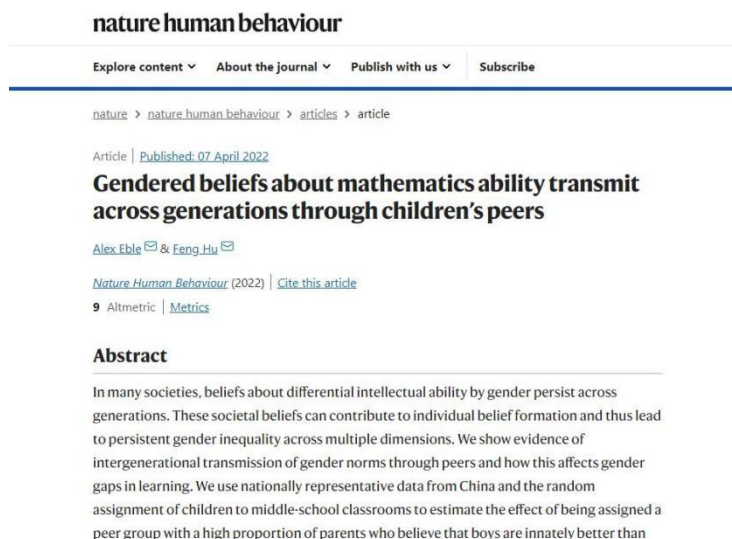 nature human behaviour
Explore content About the journal Publish with us Subscribe
nature > nature human behaviour > articles > article
Article | Published: 07 April 2022
Gendered beliefs about mathematics ability transmit
across generations through children's peers
Alex Eble & Feng Hu
Nature Human Behaviour (2022) | Cite this article
9 Altmetric | Metrics
Abstract
In many societies, beliefs about differential intellectual ability by gender persist across
generations. These societal beliefs can contribute to individual belief formation and thus lead
to persistent gender inequality across multiple dimensions. We show evidence of
intergenerational transmission of gender norms through peers and how this affects gender
gaps in learning. We use nationally representative data from China and the random
assignment of children to middle-school classrooms to estimate the effect of being assigned a
peer group with a high proportion of parents who believe that boys are innately better than